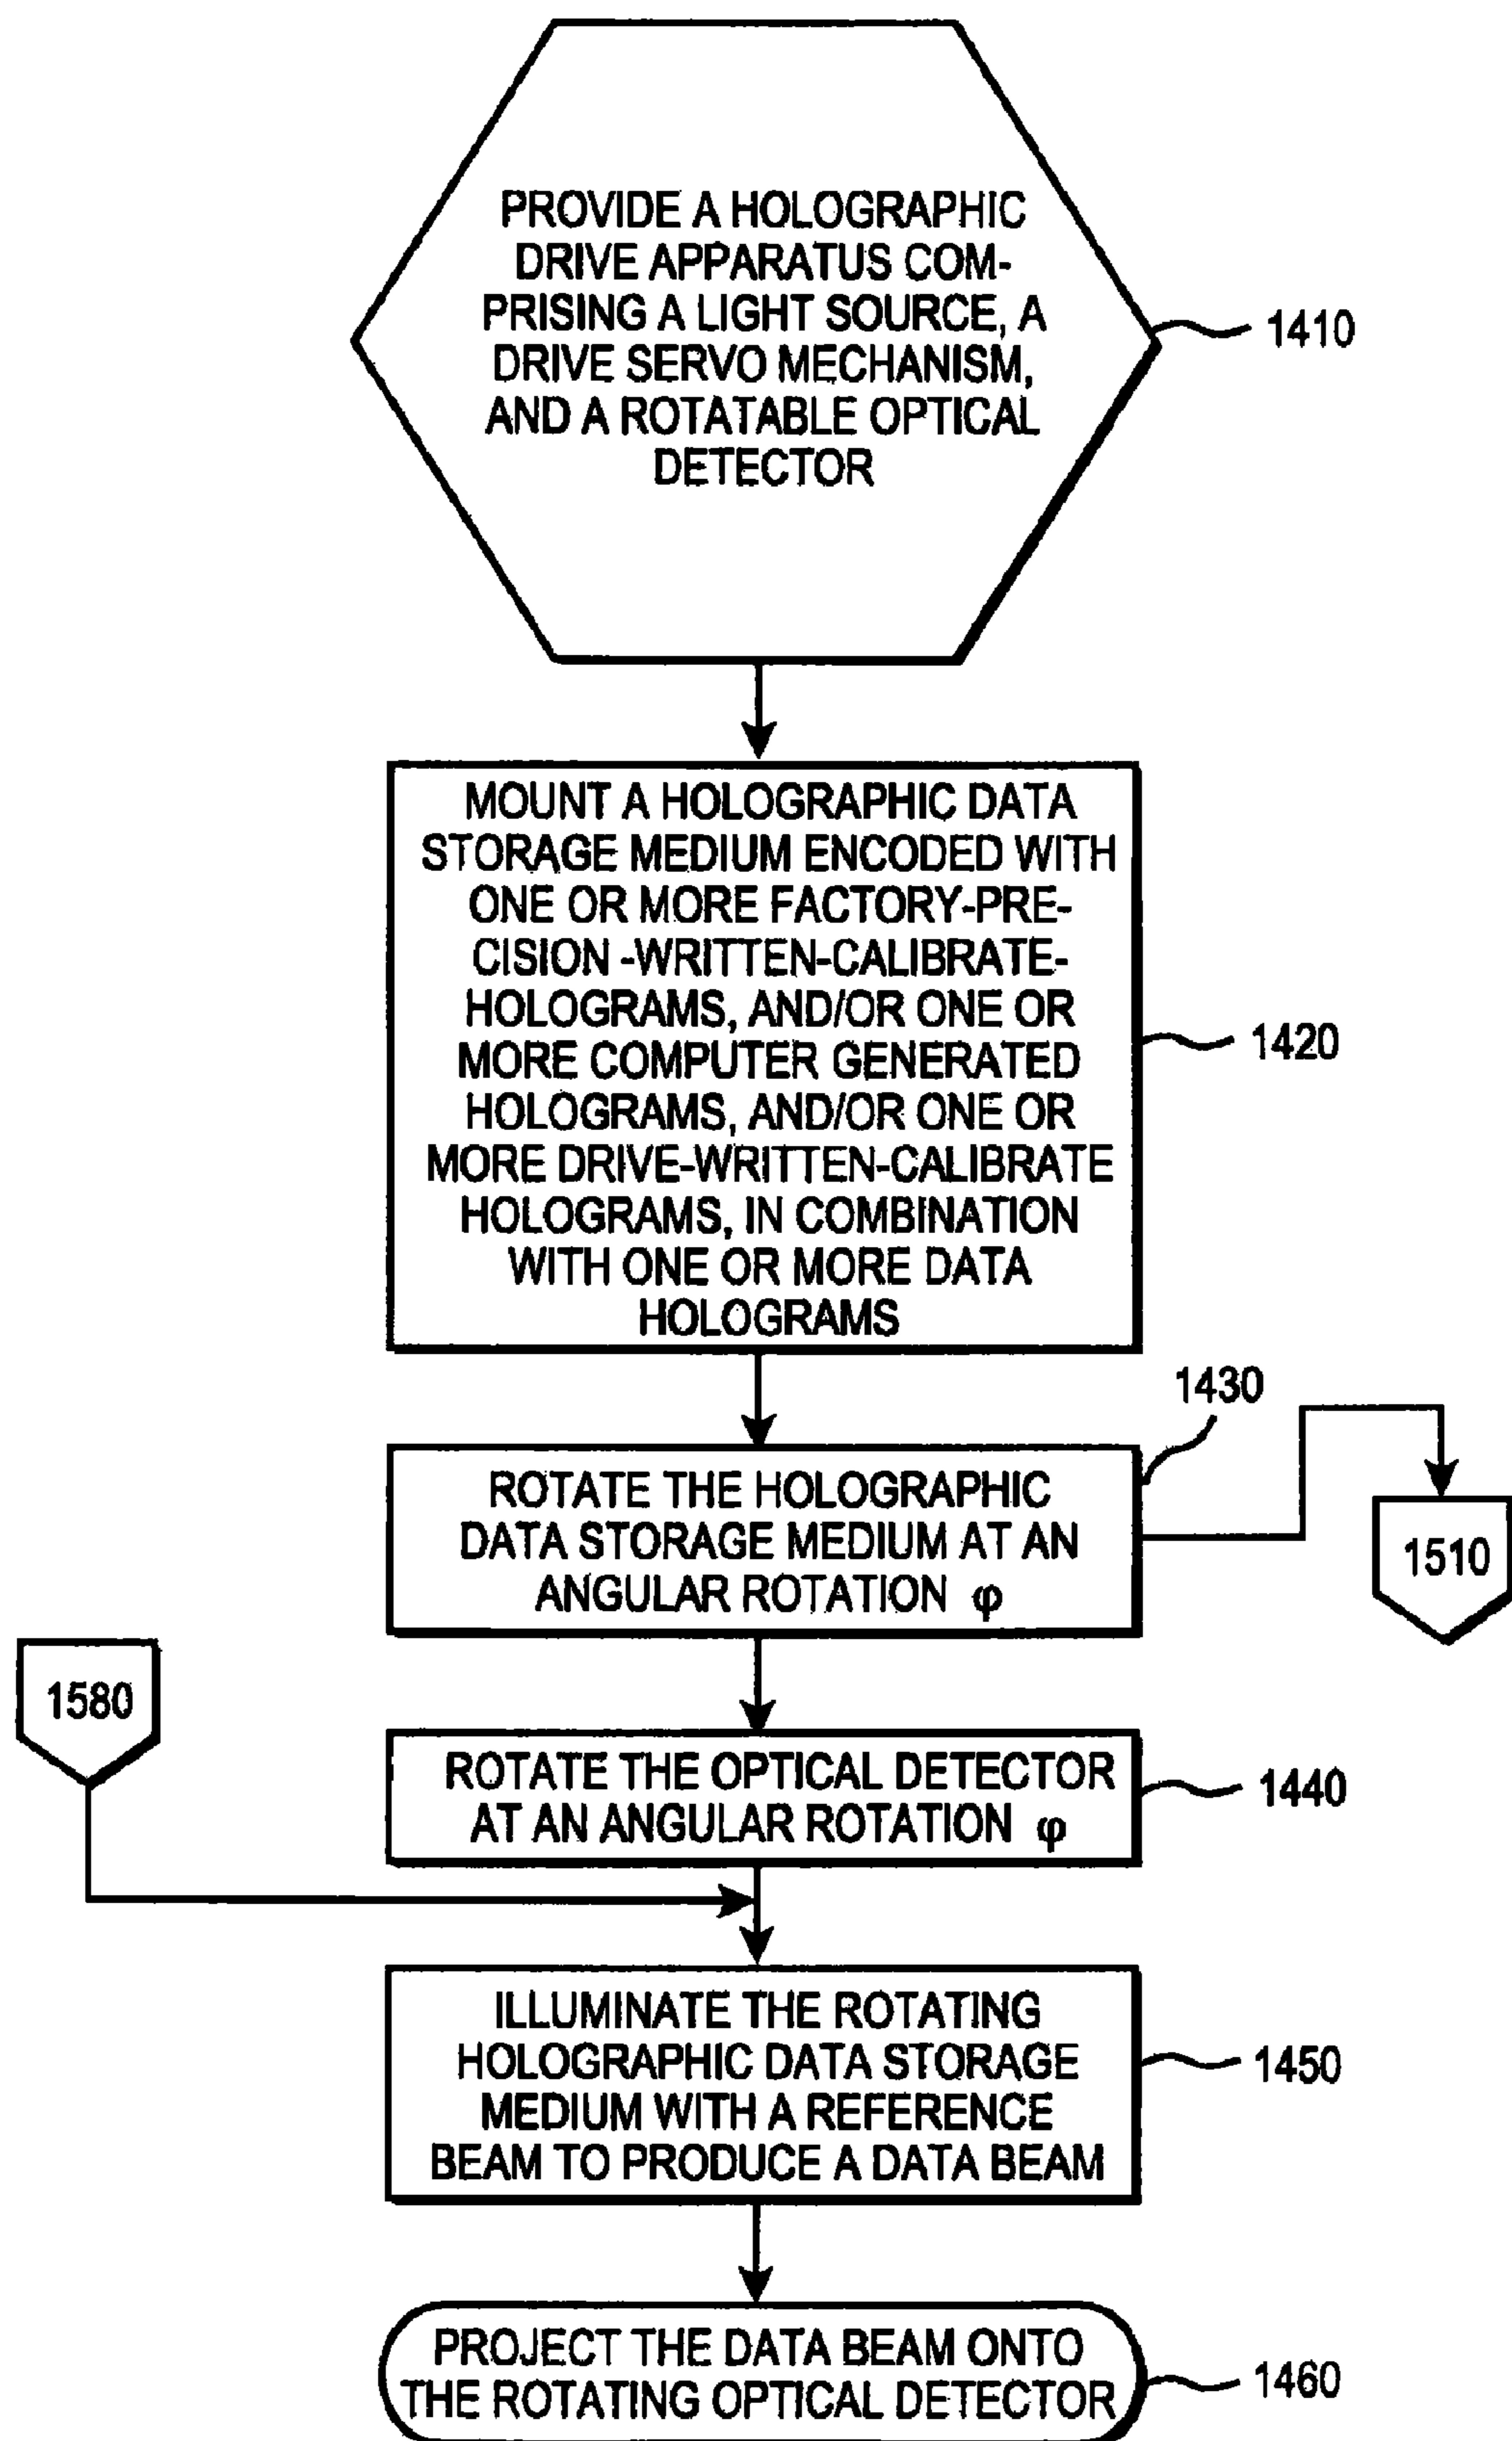 PROVIDE A HOLOGRAPHIC
DRIVE APPARATUS COM-
PRISING A LIGHT SOURCE, A
DRIVE SERVO MECHANISM,
AND A ROTATABLE OPTICAL
DETECTOR
1410
MOUNT A HOLOGRAPHIC DATA
STORAGE MEDIUM ENCODED WITH
ONE OR MORE FACTORY-PRE-
CISION -WRITTEN-CALIBRATE-
HOLOGRAMS, AND/OR ONE OR
MORE COMPUTER GENERATED
HOLOGRAMS, AND/OR ONE OR
MORE DRIVE-WRITTEN-CALIBRATE
HOLOGRAMS, IN COMBINATION
WITH ONE OR MORE DATA
HOLOGRAMS
1420
1430
ROTATE THE HOLOGRAPHIC
DATA STORAGE MEDIUM AT AN
ANGULAR ROTATION φ
1510
1580
ROTATE THE OPTICAL DETECTOR
AT AN ANGULAR ROTATION φ
1440
ILLUMINATE THE ROTATING
HOLOGRAPHIC DATA STORAGE
MEDIUM WITH A REFERENCE
BEAM TO PRODUCE A DATA BEAM
1450
PROJECT THE DATA BEAM ONTO
THE ROTATING OPTICAL DETECTOR
1460